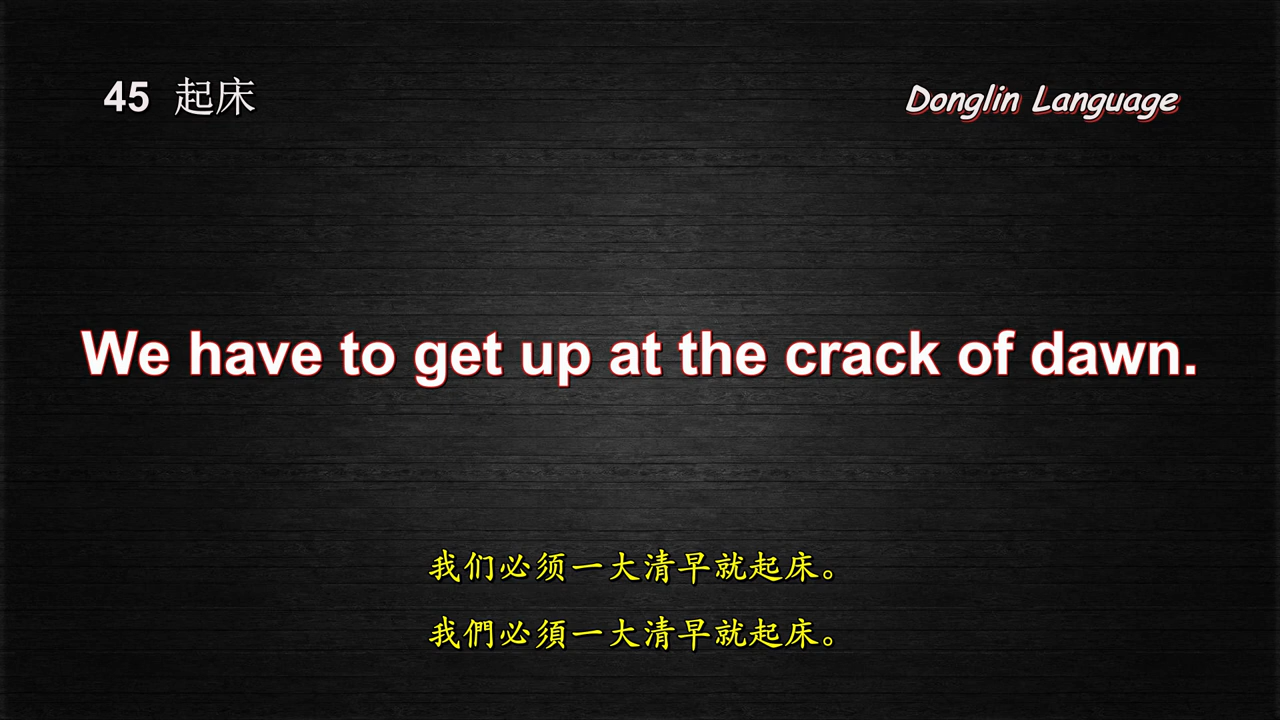 45 起床
Donglin Language
We have to get up at the crack of dawn.
我们必须一大清早就起床。
我們必須一大清早就起床。